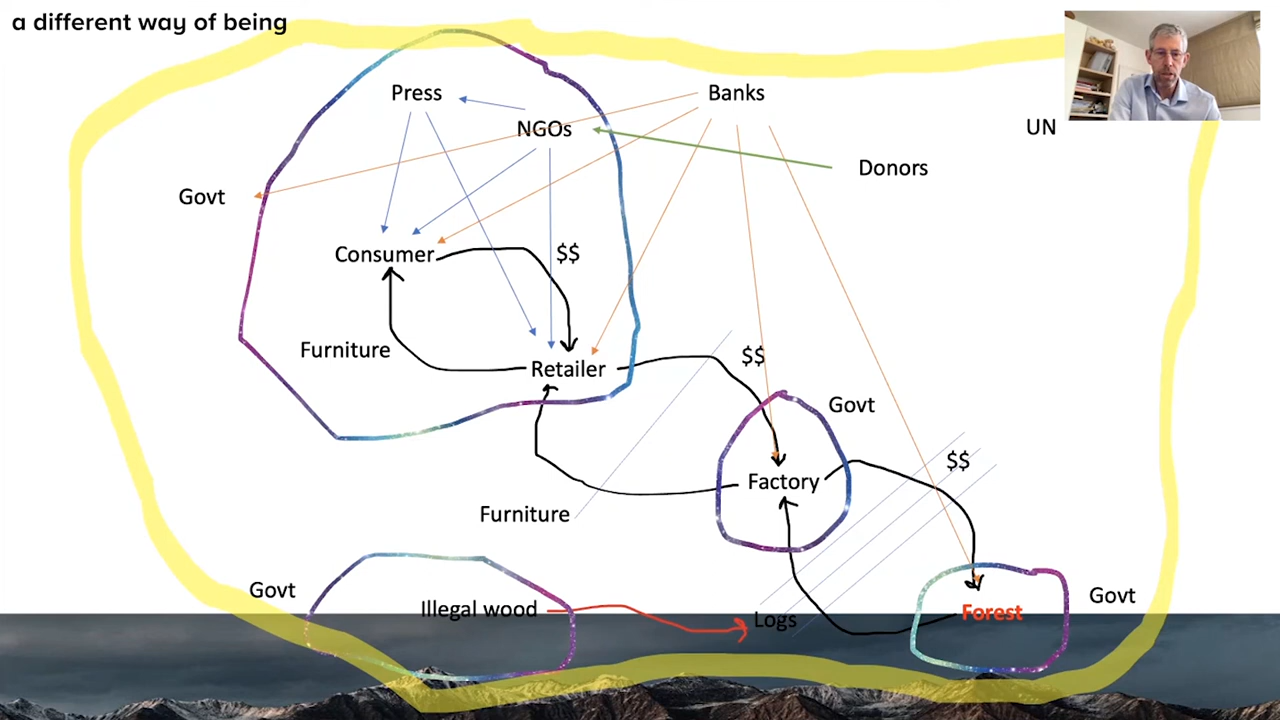 a different way of being
Press
Banks
NGOs
UN
Donors
Govt
Consumer
$$
Furniture
Retailer
$$
Govt
$$
Factory
Furniture
Govt
Illegal wood
Logs
Forest
Govt